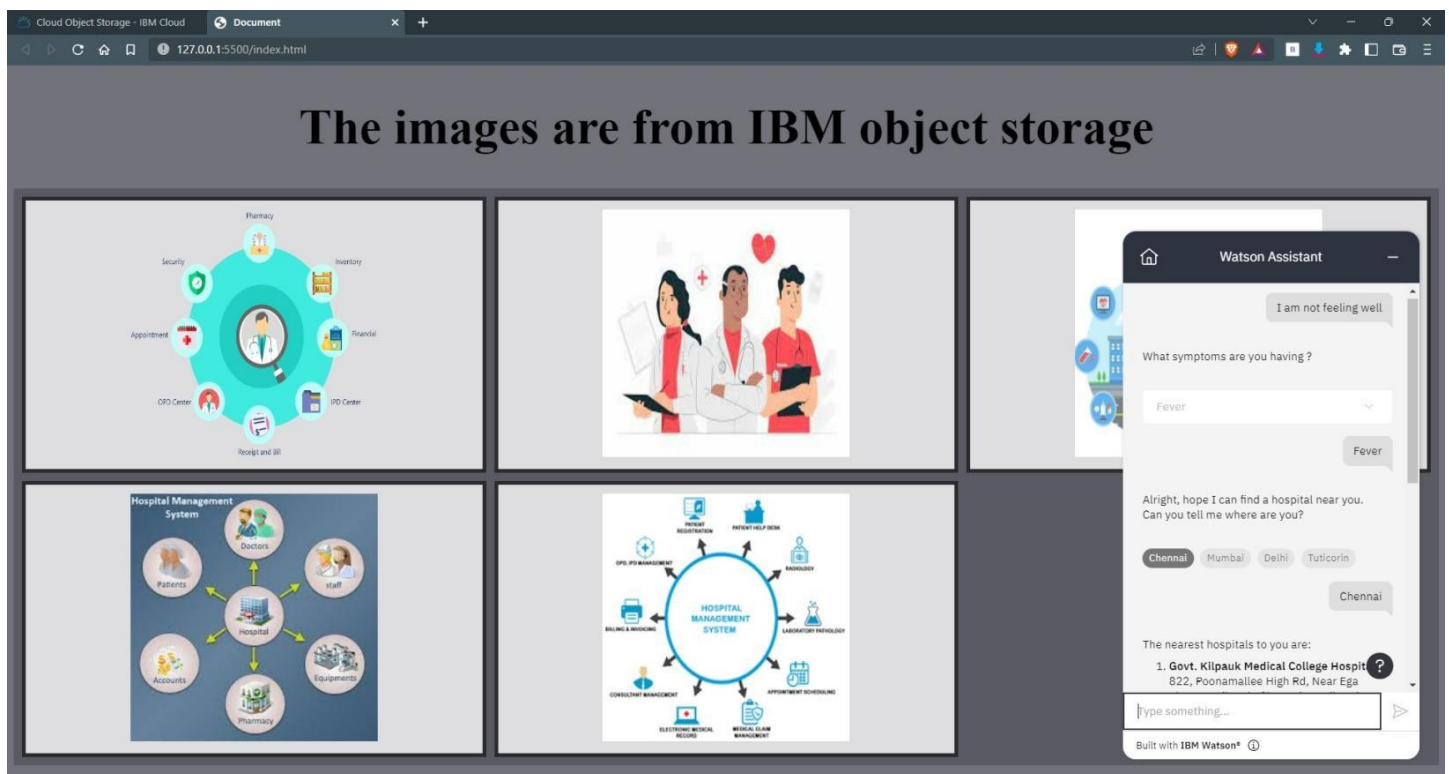 Cloud Object Storage - IBM Cloud
Document
127.0.0.1:5500/index.html
The images are from IBM object storage
Pharmacy
Security
Inventory
Appointment
Financial
OPD Center
IPD Center
Receipt and Bill
Hospital Management
System
Doctors
Patients
staff
Hospital
Accounts
Equipments
Pharmacy
PATIENT
REGISTRATION
PATIENT HELP DESK
OPD, IPD MANAGEMENT
RADIOLOGY
BILLING & INVOICING
HOSPITAL
MANAGEMENT
SYSTEM
LABORATORY PATHOLOGY
CONSULTANT MANAGEMENT
APPOINTMENT SCHEDULING
ELECTRONIC MEDICAL
RECORD
MEDICAL CLAIM
MANAGEMENT
Watson Assistant
I am not feeling well
What symptoms are you having ?
Fever
Fever
Alright, hope I can find a hospital near you.
Can you tell me where are you?
Chennai Mumbai Delhi Tuticorin
Chennai
The nearest hospitals to you are:
1. Govt. Kilpauk Medical College Hospit
?
822, Poonamallee High Rd, Near Ega
Type something...
Built with IBM Watson®